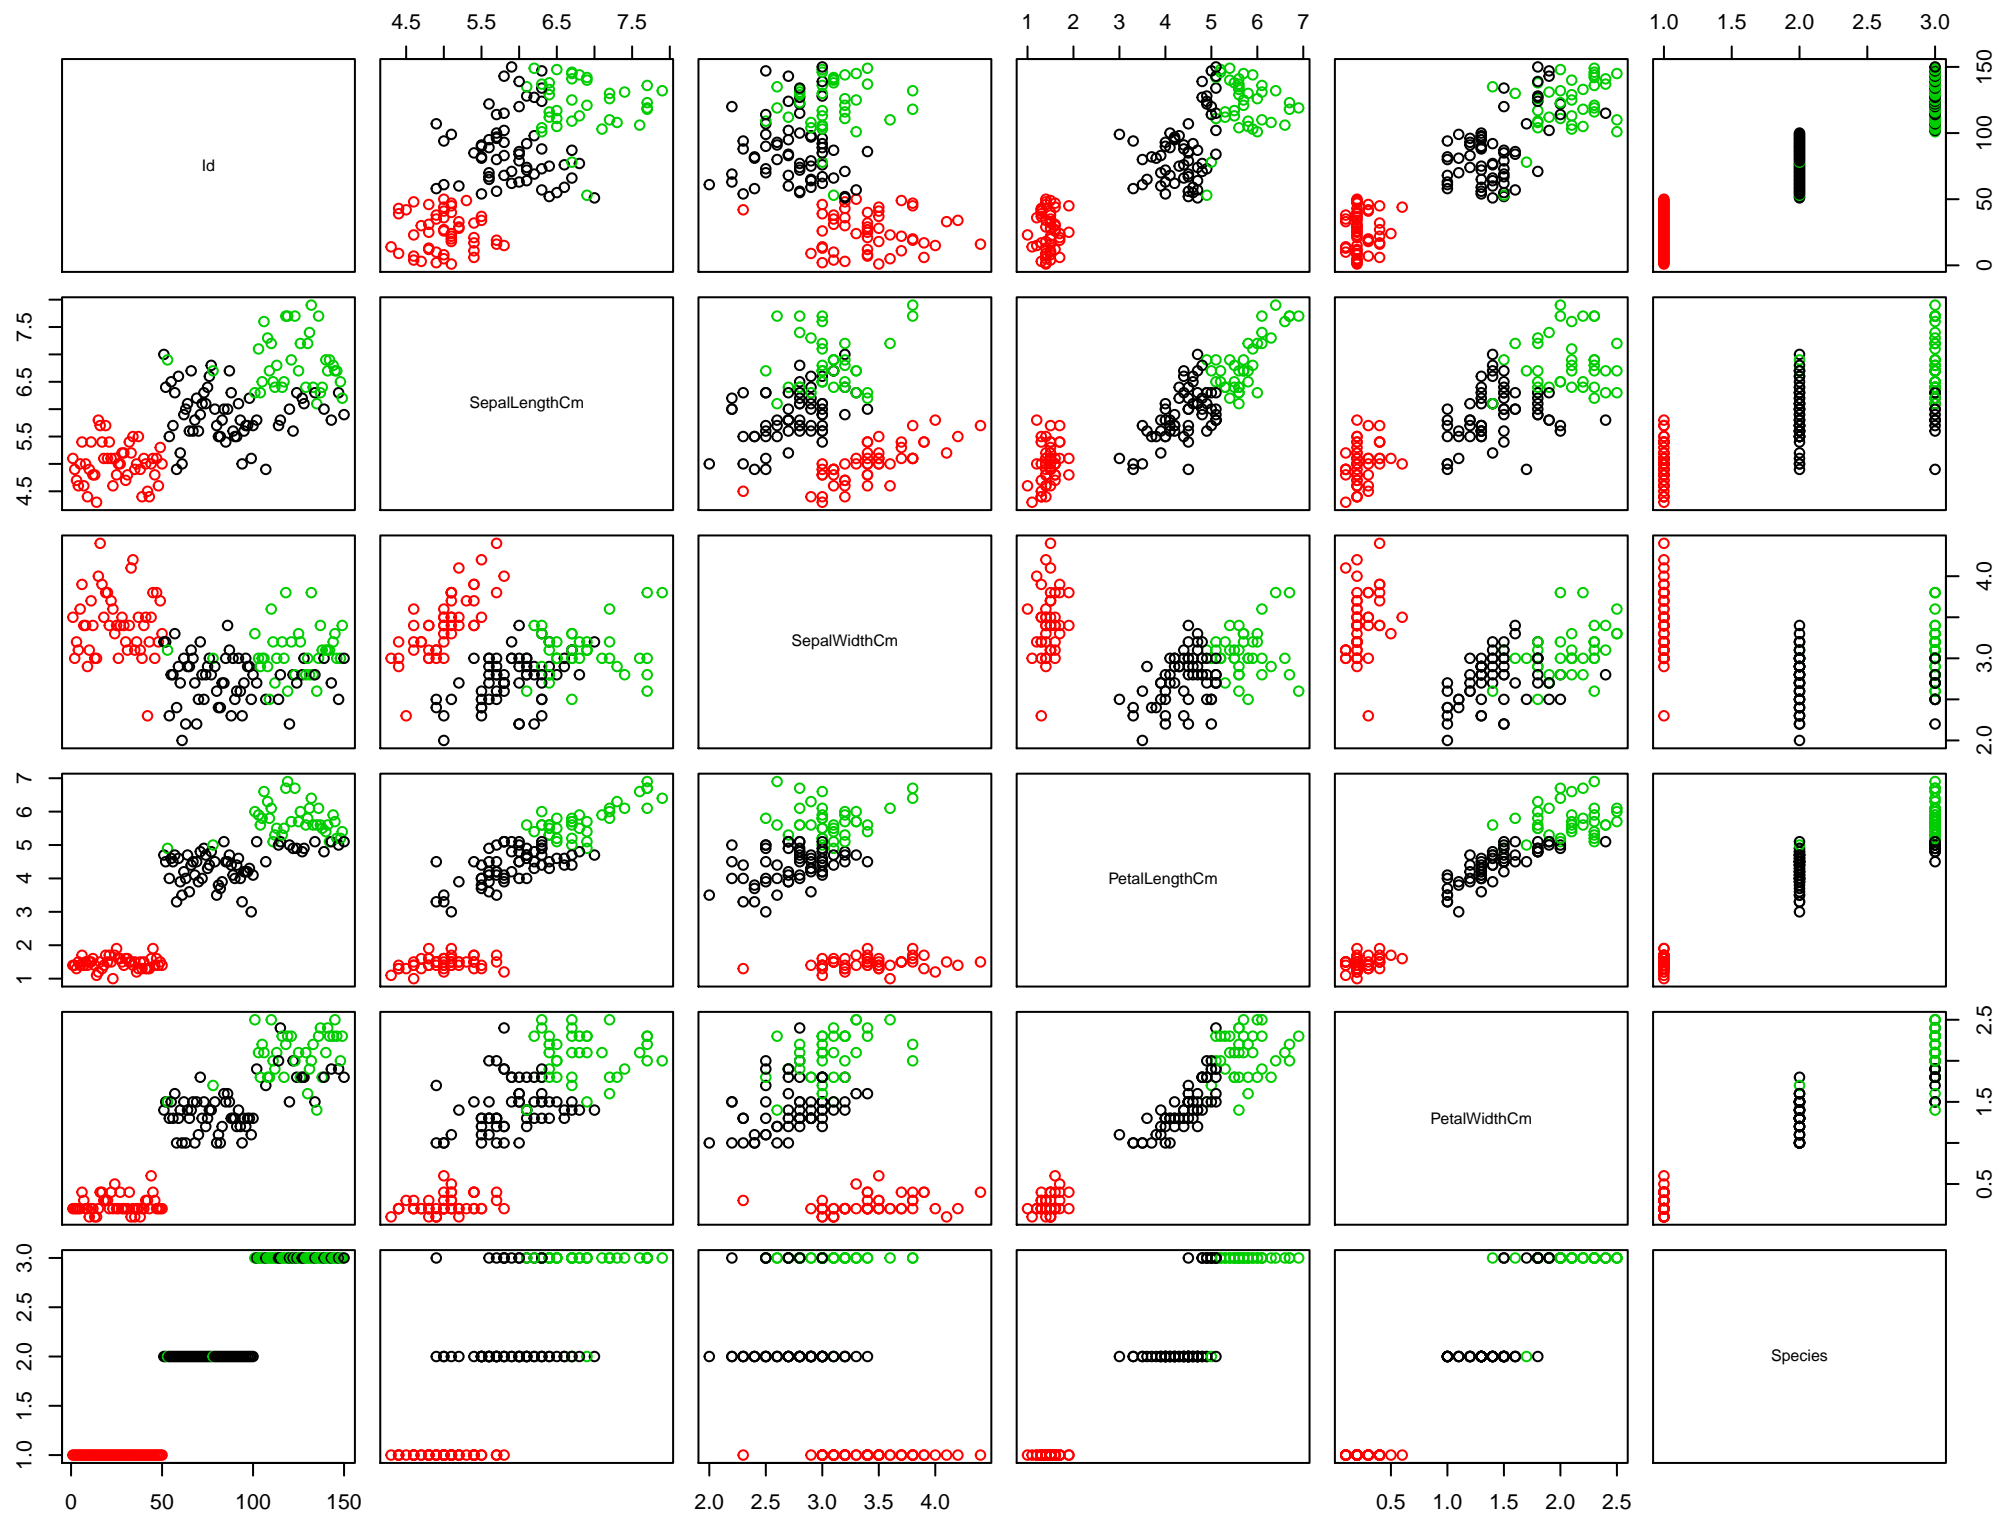 4.5 5.5 6.5 7.5 1 2 3 4 5 6 7 1.0 1.5 2.0 2.5 3.0
Id
0 50 100 150
4.5 5.5 6.5 7.5
SepalLengthCm
SepalWidthCm
2.0 3.0 4.0
1 2 3 4 5 6 7
PetalLengthCm
PetalWidthCm
0.5 1.5 2.5
1.0 1.5 2.0 2.5 3.0
Species
0 50 100 150 2.0 2.5 3.0 3.5 4.0 0.5 1.0 1.5 2.0 2.5